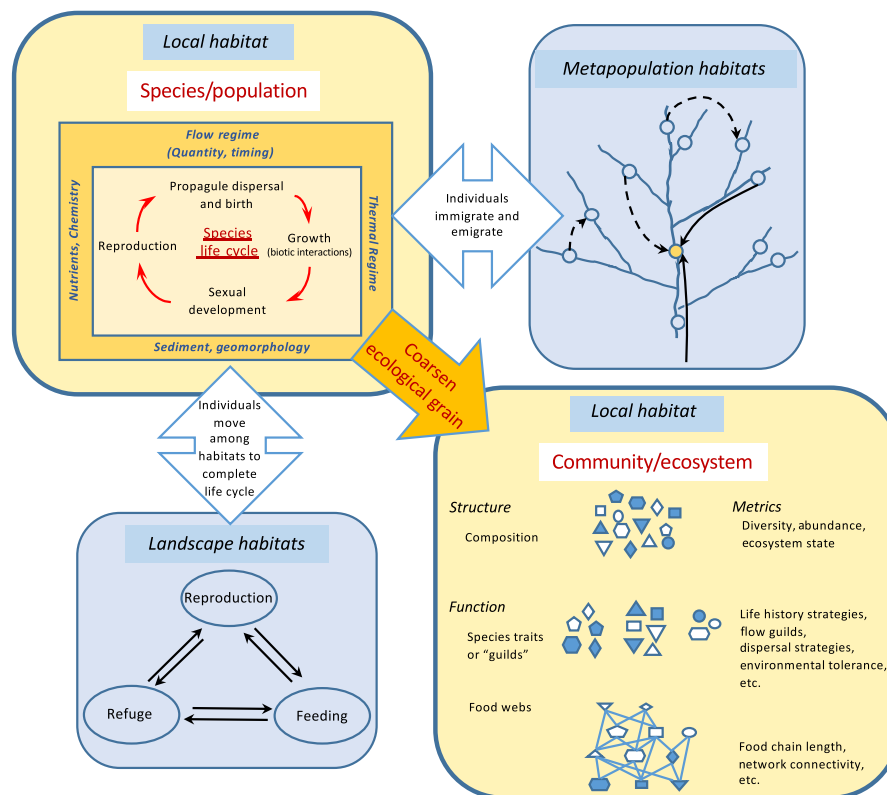 Local habitat
Species/population
Flow regime
(Quantity, timing)
Nutrients, Chemistry
Thermal Regime
Sediment, geomorphology
Propagule dispersal
and birth
Growth
(biotic interactions)
Sexual
development
Reproduction
Species
life cycle
Individuals
immigrate and
emigrate
Metapopulation habitats
Coarsen
ecological grain
Individuals
move
among
habitats to
complete
life cycle
Landscape habitats
Reproduction
Refuge
Feeding
Local habitat
Community/ecosystem
Structure
Composition
Metrics
Diversity, abundance,
ecosystem state
Function
Species traits
or “guilds”
Life history strategies,
flow guilds,
dispersal strategies,
environmental tolerance,
etc.
Food webs
Food chain length,
network connectivity,
etc.